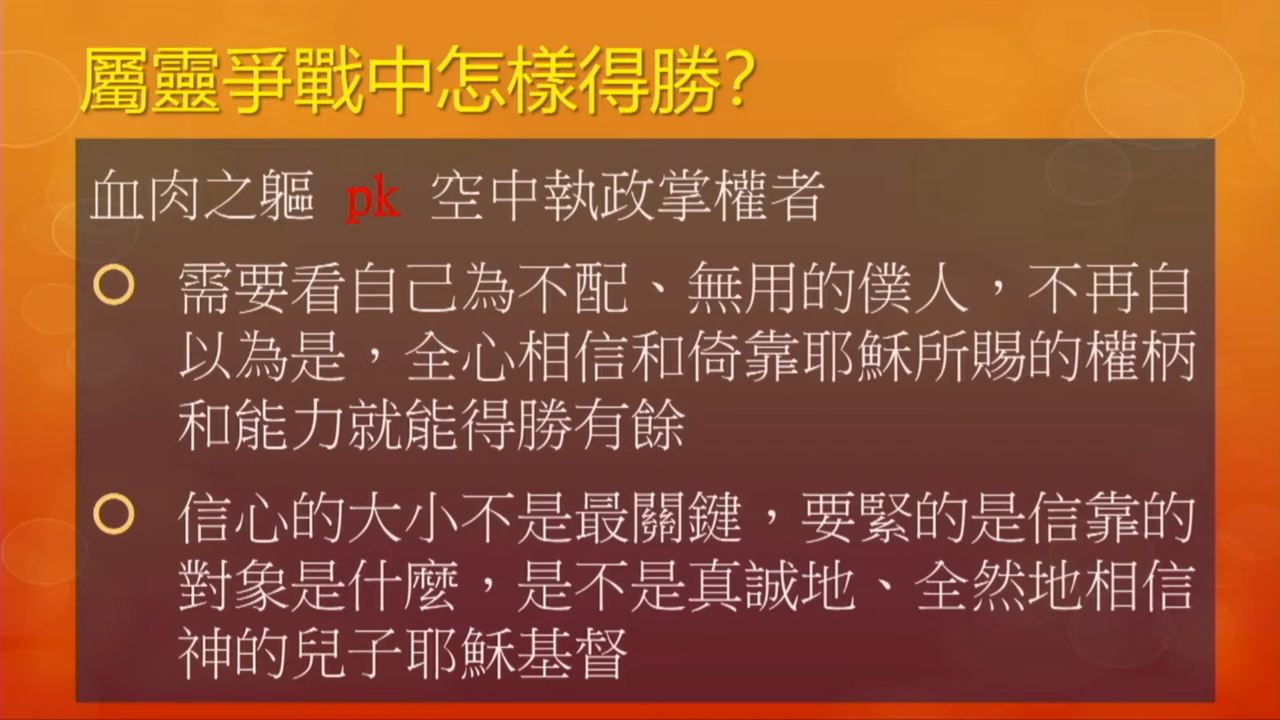 屬靈爭戰中怎樣得勝?
血肉之軀 pk 空中執政掌權者
需要看自己為不配、無用的僕人，不再自
以為是，全心相信和倚靠耶穌所賜的權柄
和能力就能得勝有餘
信心的大小不是最關鍵，要緊的是信靠的
對象是什麼，是不是真誠地、全然地相信
神的兒子耶穌基督